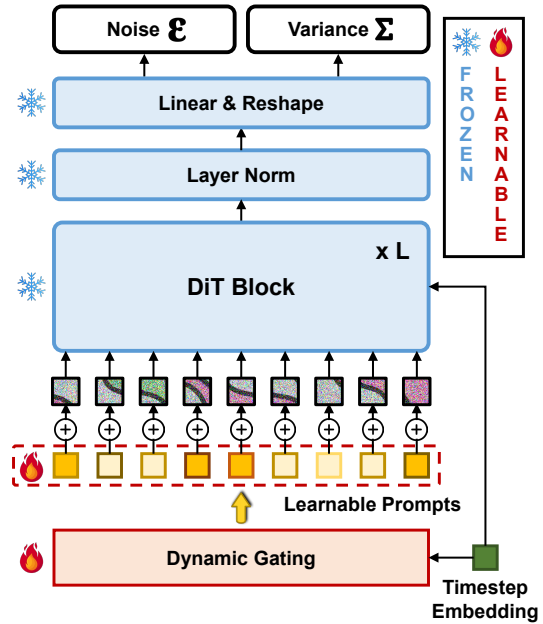 Noise ε
Variance Σ
Linear & Reshape
Layer Norm
x L
DiT Block
+ + + + + + + + +
Learnable Prompts
Dynamic Gating
Timestep
Embedding
FROZEN
LEARNABLE